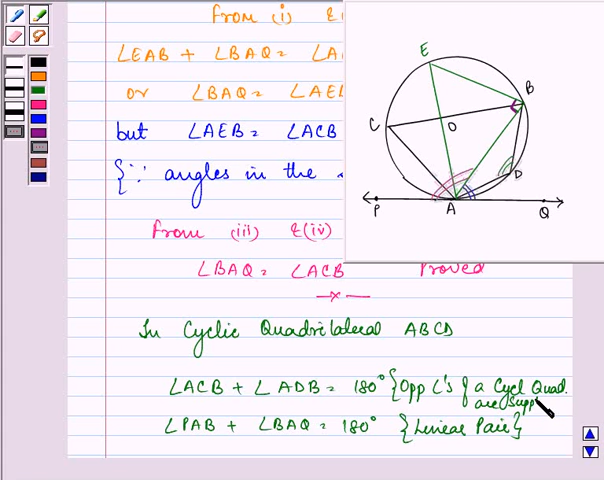 From (i)
∠EAB + ∠BAQ =
or ∠BAQ =
but ∠AEB = ∠ACB
{∵ angles in the
From (iii) &(iv)
∠BAQ = ∠ACB Proved
In Cyclic Quadrilateral ABCD
∠ACB + ∠ADB = 180° {Opp ∠'s of a Cycl Quad.
are supp
∠PAB + ∠BAQ = 180° {Linear Pair}
E
B
C
O
D
P
A
Q